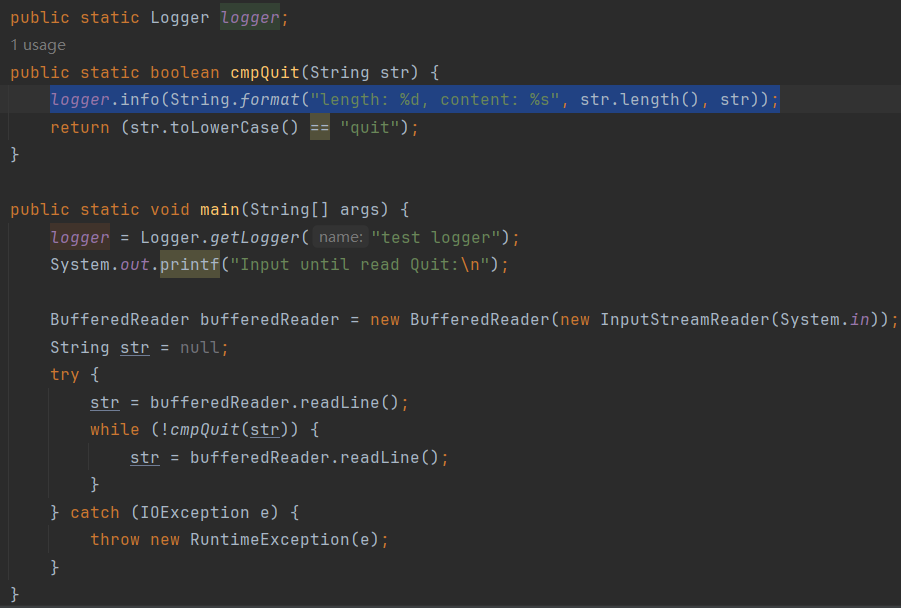 public static Logger logger;
1 usage
public static boolean cmpQuit(String str) {
logger.info(String.format("length: %d, content: %s", str.length(), str));
return (str.toLowerCase() == "quit");
}
public static void main(String[] args) {
logger = Logger.getLogger( name: "test logger");
System.out.printf("Input until read Quit:\n");
BufferedReader bufferedReader = new BufferedReader(new InputStreamReader(System.in));
String str = null;
try {
str = bufferedReader.readLine();
while (!cmpQuit(str)) {
str = bufferedReader.readLine();
}
} catch (IOException e) {
throw new RuntimeException(e);
}
}